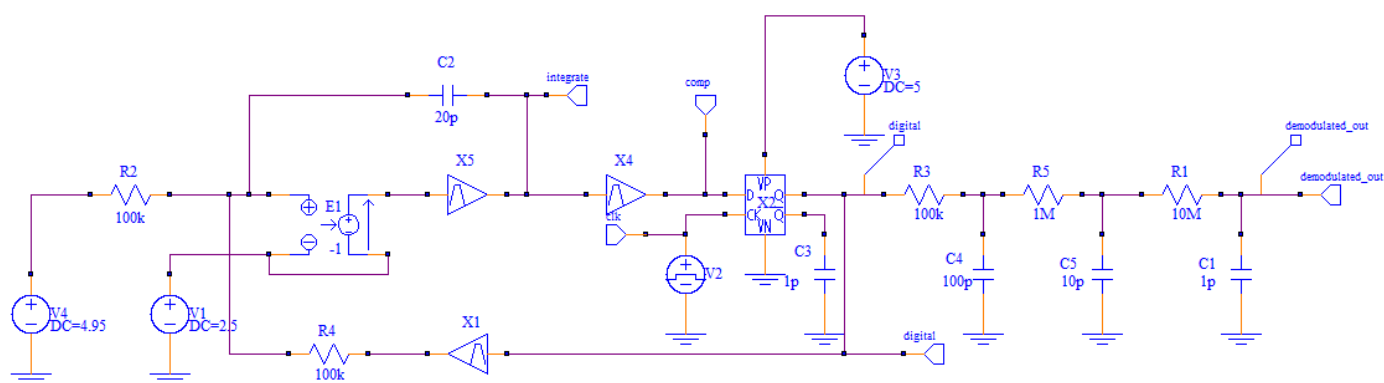 C2
20p
integrate
comp
V3
DC=5
digital
demodulated_out
R2
100k
E1
-1
X5
X4
VP
D
Q
X2
CK
Q
VN
clk
V2
C3
1p
R3
100k
C4
100p
R5
1M
C5
10p
R1
10M
C1
1p
demodulated_out
V4
DC=4.95
V1
DC=2.5
R4
100k
X1
digital